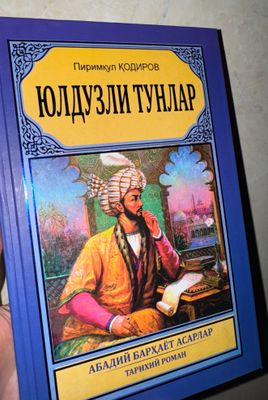 Пиримқул ҚОДИРОВ
ЮЛДУЗЛИ ТУНЛАР
АБАДИЙ БАРҲАЁТ АСАРЛАР
ТАРИХИЙ РОМАН